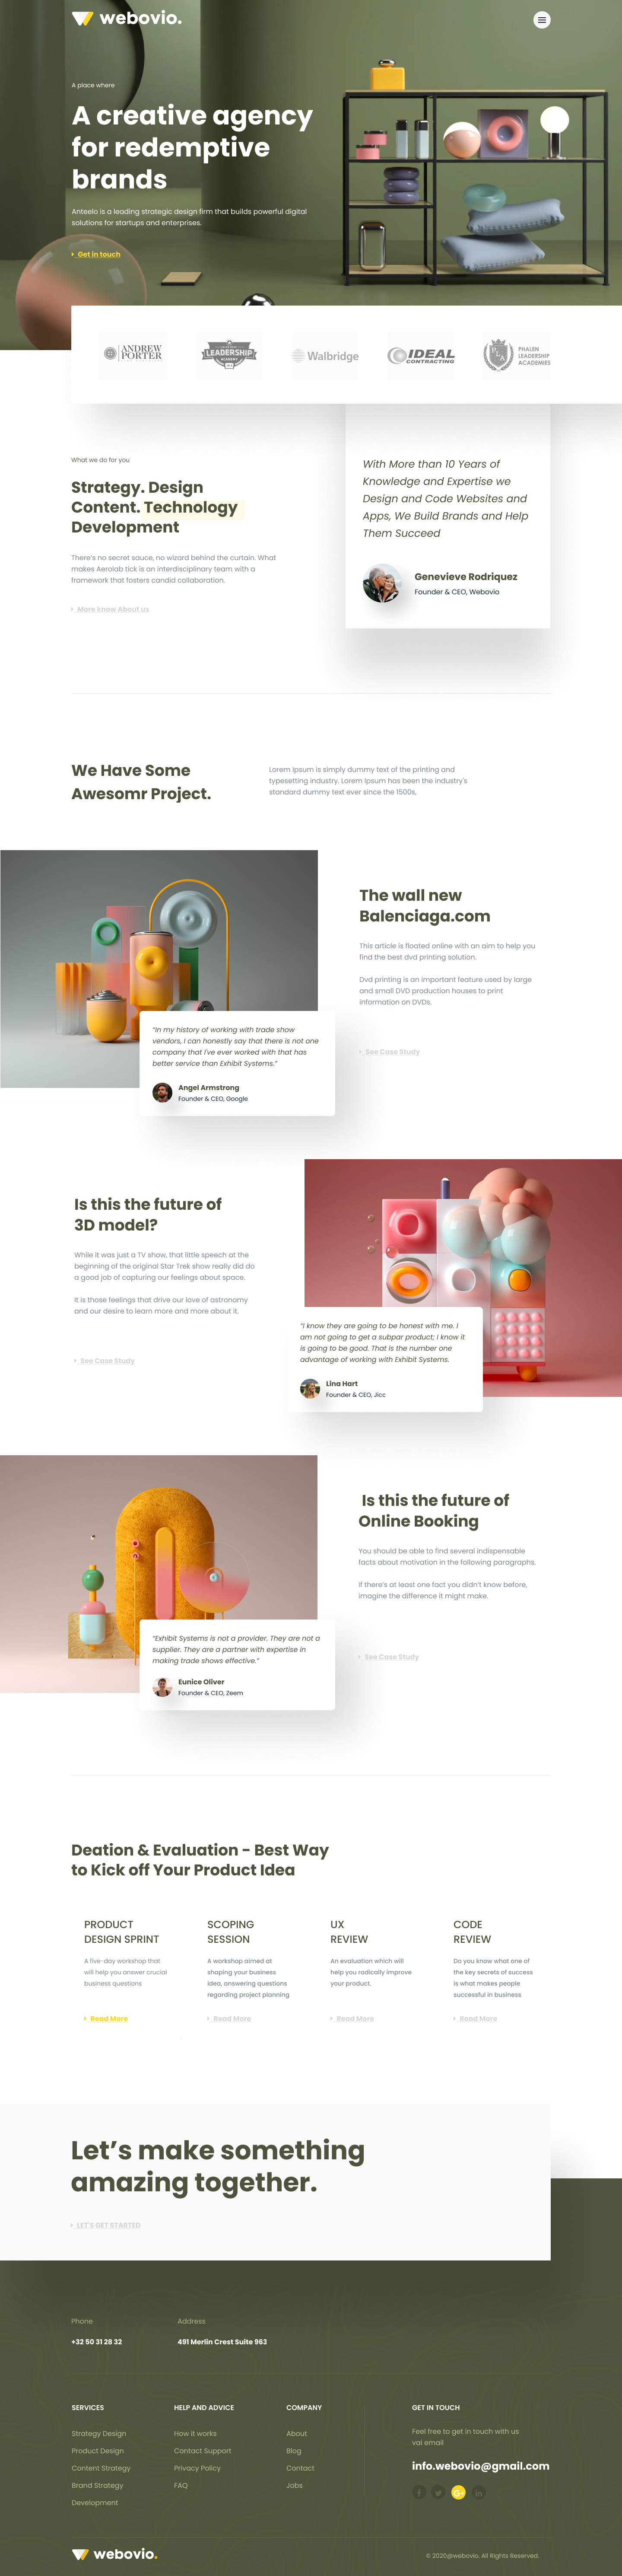 webovio.
A place where
A creative agency
for redemptive
brands
Anteelo is a leading strategic design firm that builds powerful digital
solutions for startups and enterprises.
Get in touch
ANDREW
PORTER
LEADERSHIP
ACADEMY
Walbridge
IDEAL
CONTRACTING
PHALEN
LEADERSHIP
ACADEMIES
What we do for you
Strategy. Design
Content. Technology
Development
There's no secret sauce, no wizard behind the curtain. What
makes Aerolab tick is an interdisciplinary team with a
framework that fosters candid collaboration.
More know About us
With More than 10 Years of
Knowledge and Expertise we
Design and Code Websites and
Apps, We Build Brands and Help
Them Succeed
Genevieve Rodriquez
Founder & CEO, Webovio
We Have Some
Awesomr Project.
Lorem Ipsum is simply dummy text of the printing and
typesetting industry. Lorem Ipsum has been the industry's
standard dummy text ever since the 1500s,
The wall new
Balenciaga.com
This article is floated online with an aim to help you
find the best dvd printing solution.
Dvd printing is an important feature used by large
and small DVD production houses to print
information on DVDs.
See Case Study
"In my history of working with trade show
vendors, I can honestly say that there is not one
company that I've ever worked with that has
better service than Exhibit Systems."
Angel Armstrong
Founder & CEO, Google
Is this the future of
3D model?
While it was just a TV show, that little speech at the
beginning of the original Star Trek show really did do
a good job of capturing our feelings about space.
It is those feelings that drive our love of astronomy
and our desire to learn more and more about it.
See Case Study
"I know they are going to be honest with me. I
am not going to get a subpar product; I know it
is going to be good. That is the number one
advantage of working with Exhibit Systems.
Lina Hart
Founder & CEO, Jicc
Is this the future of
Online Booking
You should be able to find several indispensable
facts about motivation in the following paragraphs.
If there's at least one fact you didn't know before,
imagine the difference it might make.
See Case Study
"Exhibit Systems is not a provider. They are not a
supplier. They are a partner with expertise in
making trade shows effective."
Eunice Oliver
Founder & CEO, Zeem
Deation & Evaluation - Best Way
to Kick off Your Product Idea
PRODUCT
DESIGN SPRINT
A five-day workshop that
will help you answer crucial
business questions
Read More
SCOPING
SESSION
A workshop aimed at
shaping your business
idea, answering questions
regarding project planning
Read More
UX
REVIEW
An evaluation which will
help you radically improve
your product.
Read More
CODE
REVIEW
Do you know what one of
the key secrets of success
is what makes people
successful in business
Read More
Let's make something
amazing together.
LET'S GET STARTED
Phone
+32 50 31 28 32
Address
491 Merlin Crest Suite 963
SERVICES
Strategy Design
Product Design
Content Strategy
Brand Strategy
Development
HELP AND ADVICE
How it works
Contact Support
Privacy Policy
FAQ
COMPANY
About
Blog
Contact
Jobs
GET IN TOUCH
Feel free to get in touch with us
vai email
info.webovio@gmail.com
webovio.
© 2020@webovio. All Rights Reserved.